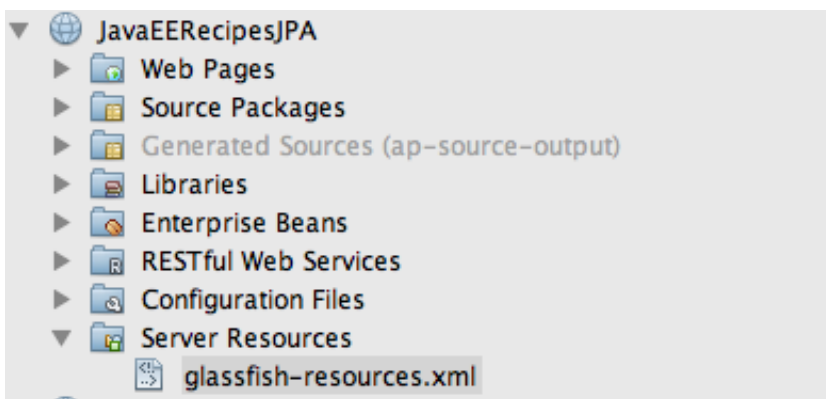 JavaEERecipesJPA
Web Pages
Source Packages
Generated Sources (ap-source-output)
Libraries
Enterprise Beans
RESTful Web Services
Configuration Files
Server Resources
glassfish-resources.xml